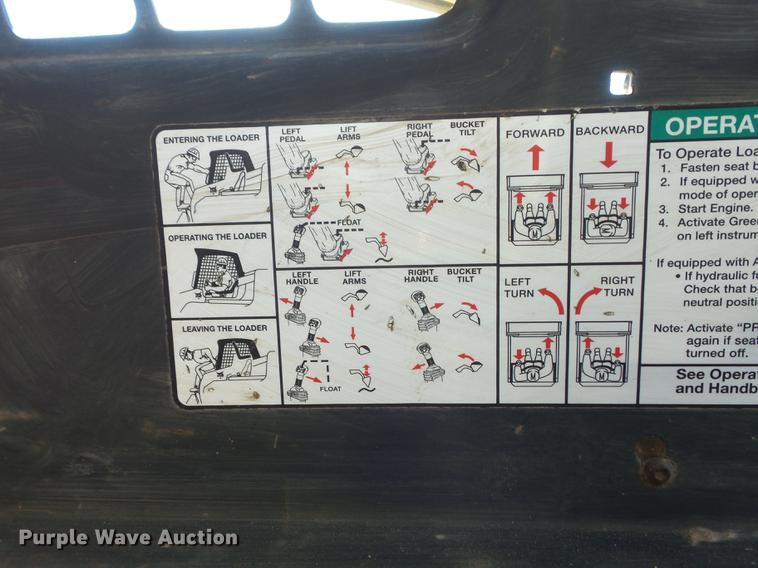 ENTERING THE LOADER
OPERATING THE LOADER
LEAVING THE LOADER
LEFT PEDAL
LIFT ARMS
RIGHT PEDAL
BUCKET TILT
FLOAT
LEFT HANDLE
LIFT ARMS
RIGHT HANDLE
BUCKET TILT
FLOAT
FORWARD
BACKWARD
M
M
LEFT TURN
RIGHT TURN
M
M
OPERAT
To Operate Loa
1. Fasten seat b
2. If equipped w
mode of oper
3. Start Engine.
4. Activate Gree
on left instrum
If equipped with A
• If hydraulic fu
Check that b
neutral positi
Note: Activate "PR
again if seat
turned off.
See Operat
and Handb
Purple Wave Auction